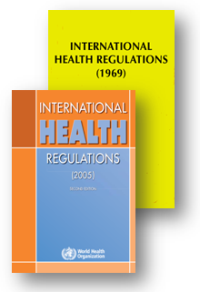 INTERNATIONAL
HEALTH REGULATIONS
(1969)
INTERNATIONAL
HEALTH
REGULATIONS
(2005)
World Health
Organization